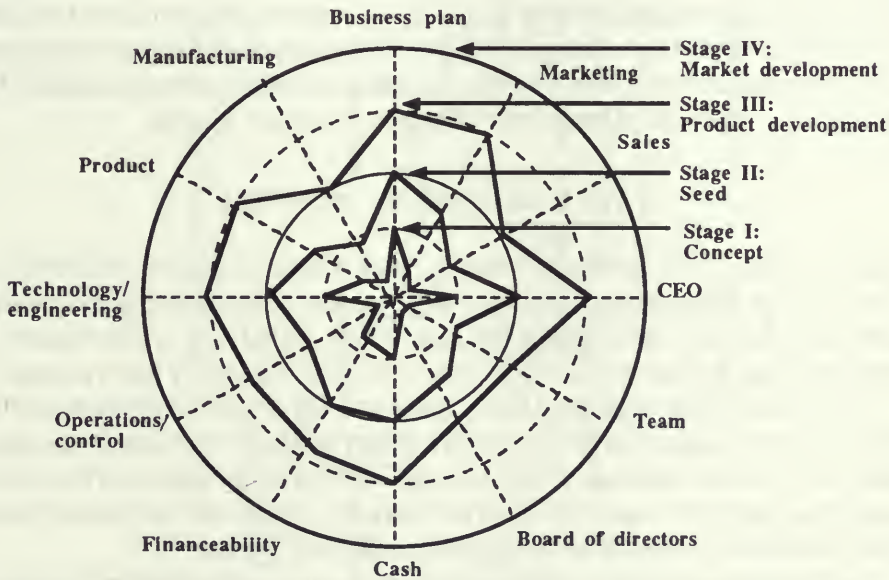 Business plan
Manufacturing
Stage IV:
Market development
Marketing
Stage III:
Product development
Sales
Product
Stage II:
Seed
Stage I:
Concept
Technology/
engineering
CEO
Operations/
control
Team
Financeability
Board of directors
Cash